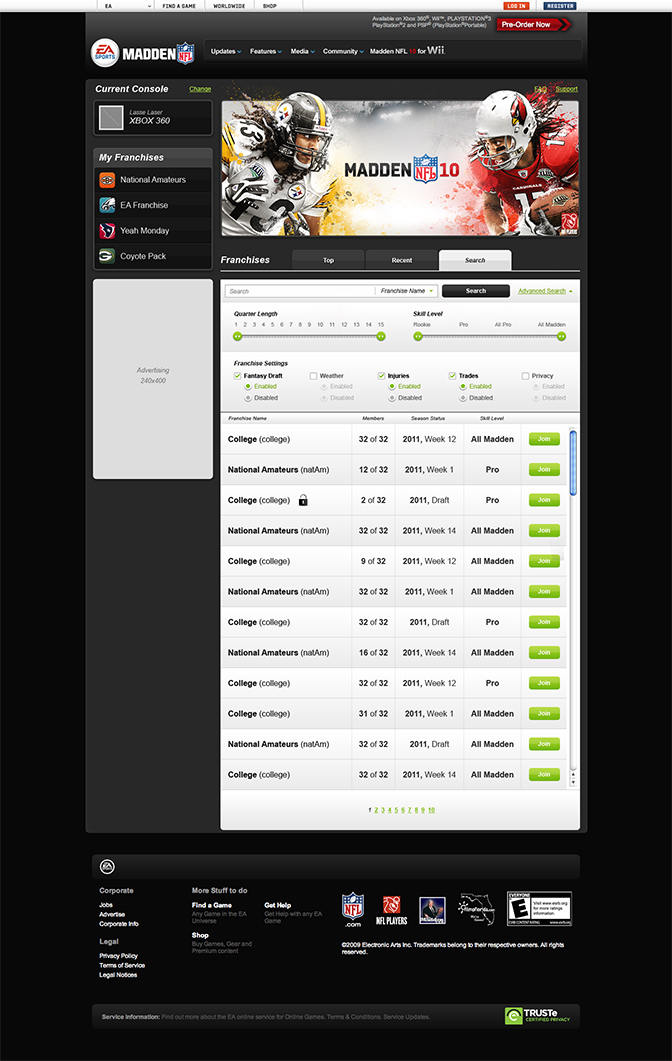 EA
FIND A GAME
WORLDWIDE
SHOP
LOG IN
REGISTER
Available on Xbox 360®, Wii™, PLAYSTATION®3
PlayStation®2 and PSP® (PlayStation®Portable)
Pre-Order Now
EA SPORTS MADDEN NFL
Updates Features Media Community Madden NFL 10 for Wii
Current Console Change
Lasse Laser
XBOX 360
My Franchises
National Amateurs
EA Franchise
Yeah Monday
Coyote Pack
Advertising
240x400
FAQ Support
MADDEN NFL 10
CARDINALS
NFL PLAYERS
Franchises Top Recent Search
Search Franchise Name Search Advanced Search
Quarter Length Skill Level
1 2 3 4 5 6 7 8 9 10 11 12 13 14 15 Rookie Pro All Pro All Madden
Franchise Settings
Fantasy Draft Weather Injuries Trades Privacy
Enabled Enabled Enabled Enabled Enabled
Disabled Disabled Disabled Disabled Disabled
Franchise Name Members Season Status Skill Level
College (college) 32 of 32 2011, Week 12 All Madden Join
National Amateurs (natAm) 12 of 32 2011, Week 1 Pro Join
College (college) 2 of 32 2011, Draft Pro Join
National Amateurs (natAm) 32 of 32 2011, Week 14 All Madden Join
College (college) 9 of 32 2011, Week 12 All Madden Join
National Amateurs (natAm) 32 of 32 2011, Week 1 All Madden Join
College (college) 32 of 32 2011, Draft Pro Join
National Amateurs (natAm) 16 of 32 2011, Week 14 All Madden Join
College (college) 32 of 32 2011, Week 12 Pro Join
College (college) 31 of 32 2011, Week 1 All Madden Join
National Amateurs (natAm) 32 of 32 2011, Draft All Madden Join
College (college) 32 of 32 2011, Week 14 All Madden Join
1 2 3 4 5 6 7 8 9 10
EA
Corporate
Jobs
Advertise
Corporate Info
Legal
Privacy Policy
Terms of Service
Legal Notices
More Stuff to do
Find a Game
Any Game in the EA
Universe
Shop
Buy Games, Gear and
Premium content
Get Help
Get Help with any EA
Game
NFL
.com
NFL PLAYERS
EVERYONE
E
CONTENT RATED
Visit www.esrb.org
for more ratings
information.
www.esrb.org
©2009 Electronic Arts Inc. Trademarks belong to their respective owners. All rights
reserved.
Service Information: Find out more about the EA online service for Online Games. Terms & Conditions. Service Updates.
TRUSTe
CERTIFIED PRIVACY